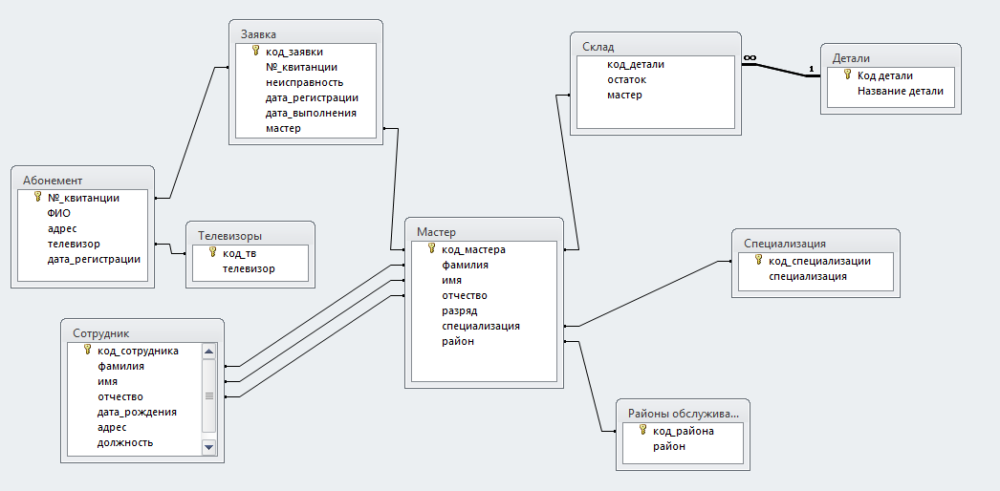 Заявка
код_заявки
№_квитанции
неисправность
дата_регистрации
дата_выполнения
мастер
Склад
код_детали
остаток
мастер
∞
1
Детали
Код детали
Название детали
Абонемент
№_квитанции
ФИО
адрес
телевизор
дата_регистрации
Телевизоры
код_тв
телевизор
Мастер
код_мастера
фамилия
имя
отчество
разряд
специализация
район
Специализация
код_специализации
специализация
Сотрудник
код_сотрудника
фамилия
имя
отчество
дата_рождения
адрес
должность
Районы обслужива...
код_района
район